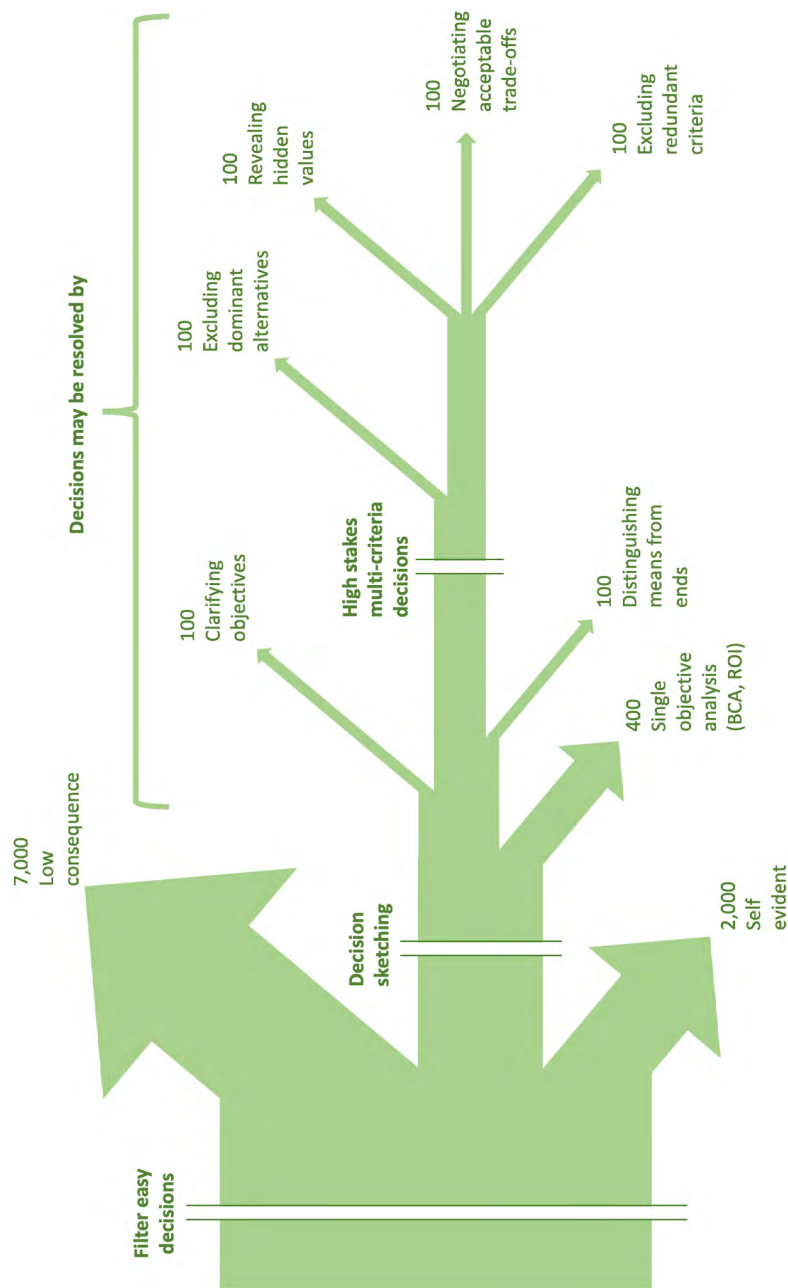 Filter easy
decisions
7,000
Low
consequence
2,000
Self
evident
Decision
sketching
Decisions may be resolved by
400
Single
objective
analysis
(BCA, ROI)
100
Clarifying
objectives
100
Distinguishing
means from
ends
High stakes
multi-criteria
decisions
100
Excluding
dominant
alternatives
100
Revealing
hidden
values
100
Negotiating
acceptable
trade-offs
100
Excluding
redundant
criteria